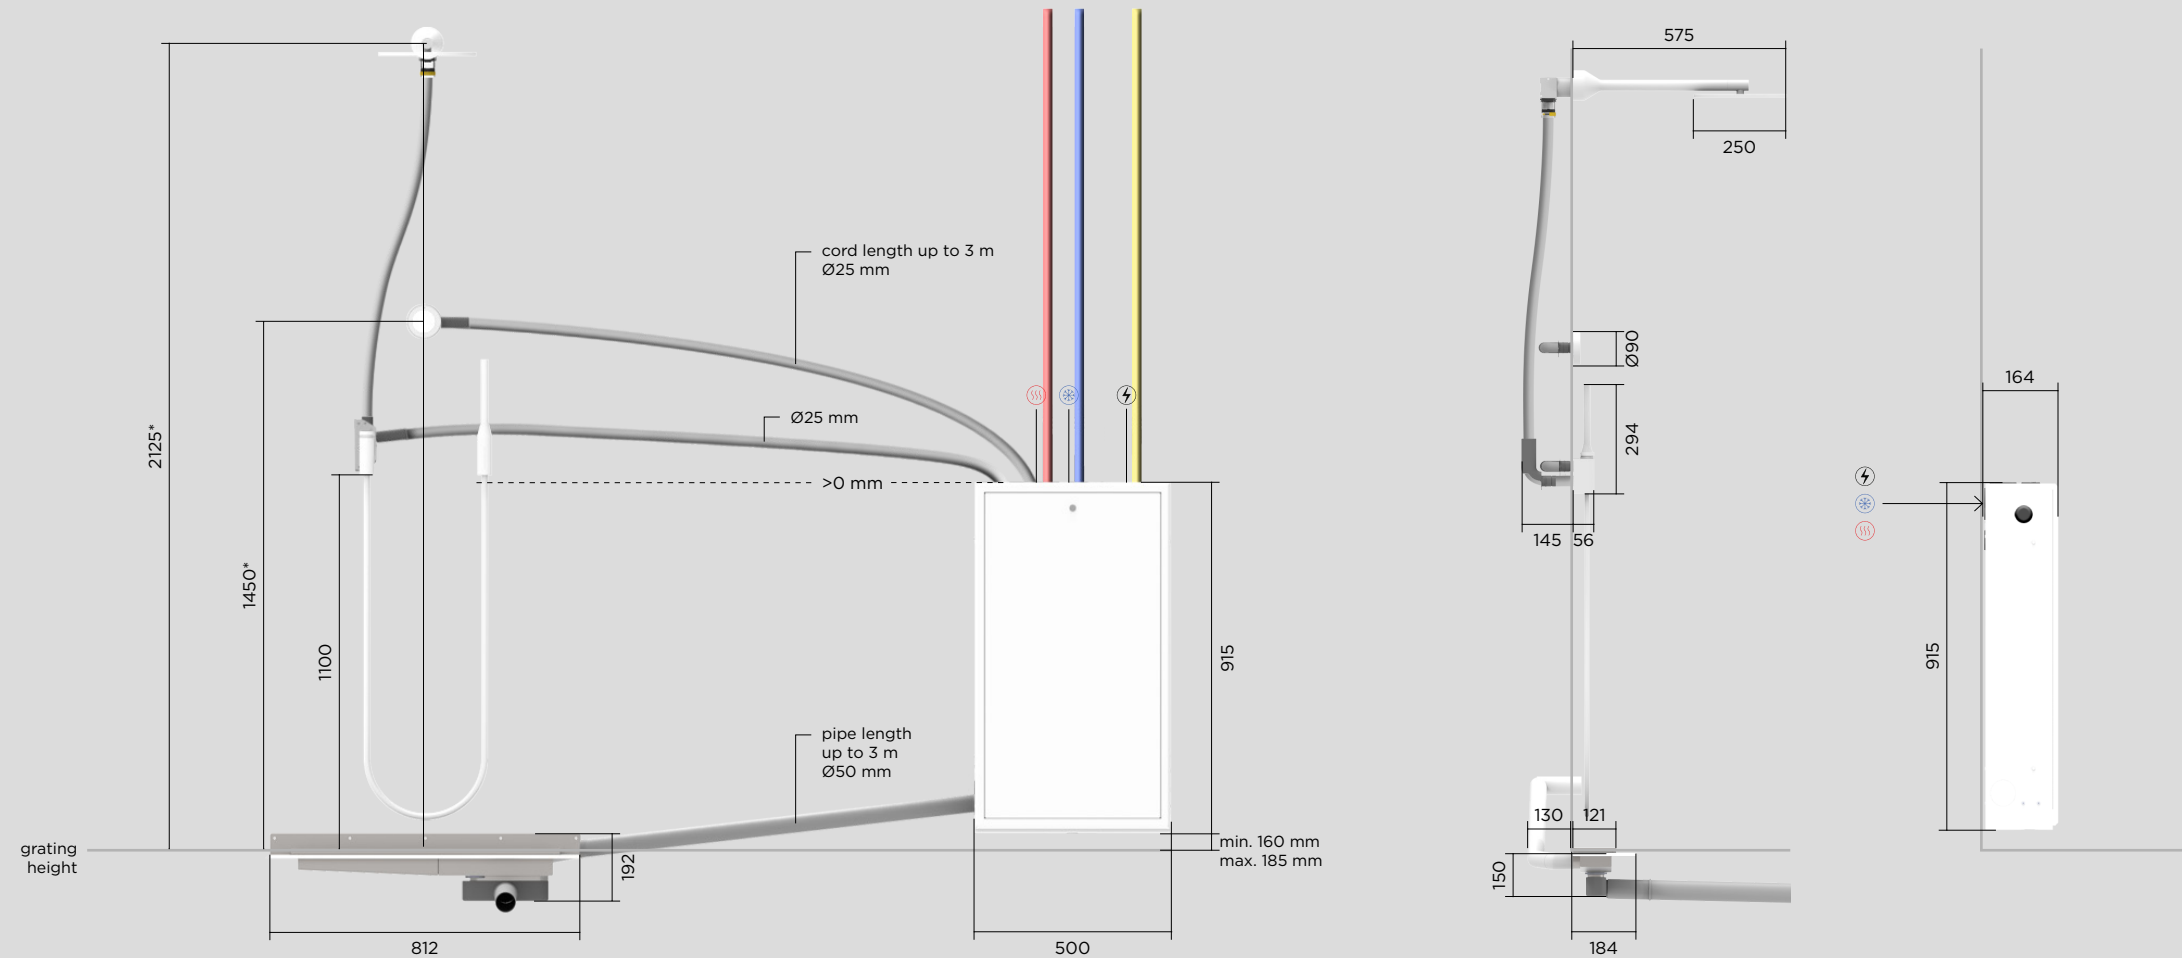 575
250
cord length up to 3 m
Ø25 mm
Ø90
164
2125*
Ø25 mm
294
>0 mm
145 56
1450*
1100
915
915
pipe length
up to 3 m
Ø50 mm
130 121
grating
height
192
min. 160 mm
max. 185 mm
150
812
500
184